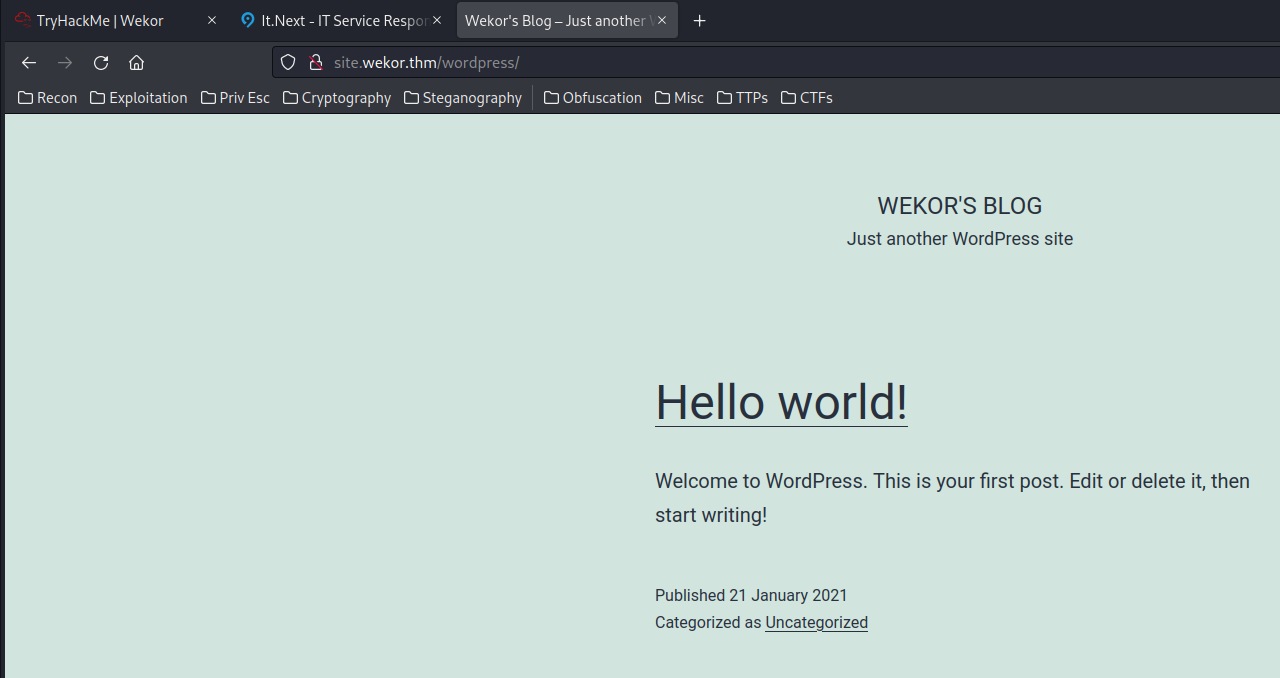 TryHackMe | Wekor
It.Next - IT Service Respon
Wekor's Blog – Just another W
site.wekor.thm/wordpress/
Recon Exploitation Priv Esc Cryptography Steganography Obfuscation Misc TTPs CTFs
WEKOR'S BLOG
Just another WordPress site
Hello world!
Welcome to WordPress. This is your first post. Edit or delete it, then
start writing!
Published 21 January 2021
Categorized as Uncategorized